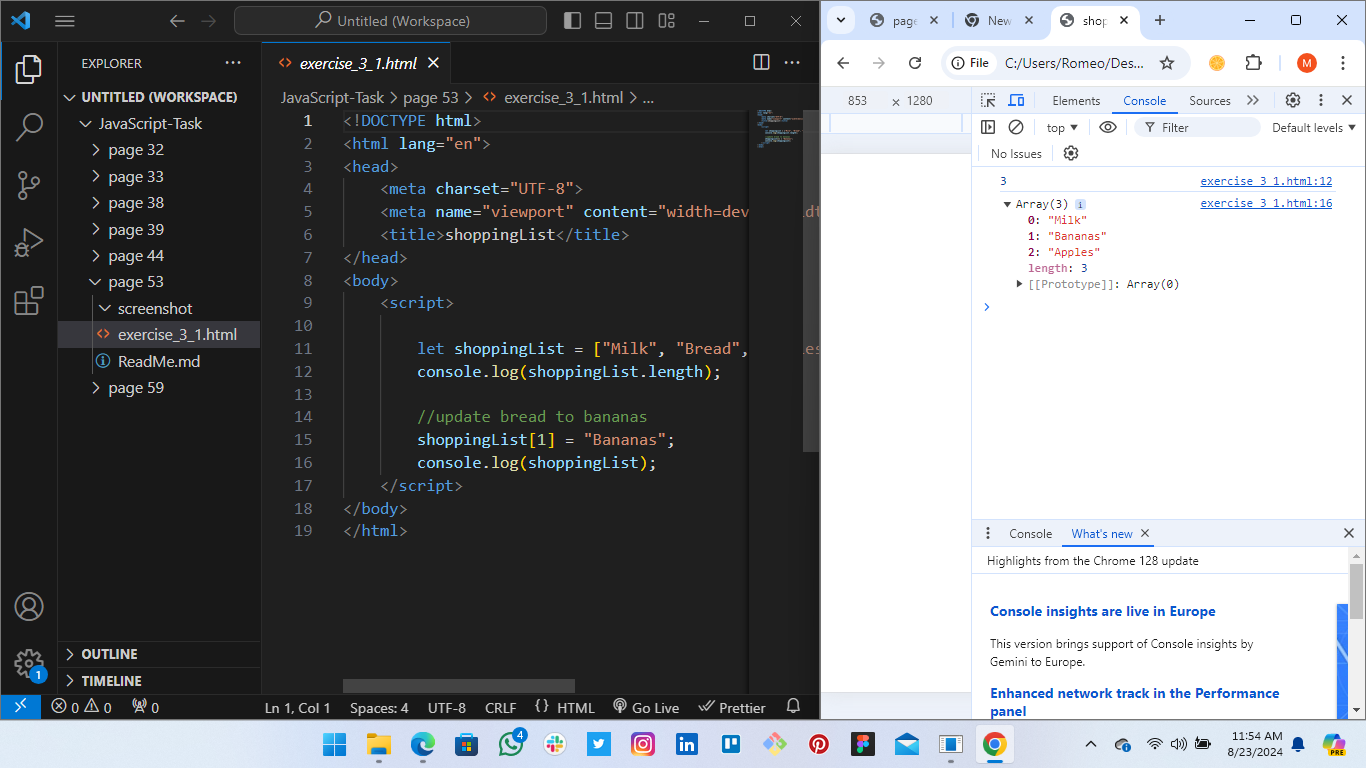 Untitled (Workspace)
EXPLORER
UNTITLED (WORKSPACE)
JavaScript-Task
page 32
page 33
page 38
page 39
page 44
page 53
screenshot
exercise_3_1.html
ReadMe.md
page 59
OUTLINE
TIMELINE
1
exercise_3_1.html
JavaScript-Task > page 53 > exercise_3_1.html > ...
1 <!DOCTYPE html>
2 <html lang="en">
3 <head>
4 <meta charset="UTF-8">
5 <meta name="viewport" content="width=dev idt
6 <title>shoppingList</title>
7 </head>
8 <body>
9 <script>
10
11 let shoppingList = ["Milk", "Bread", les
12 console.log(shoppingList.length);
13
14 //update bread to bananas
15 shoppingList[1] = "Bananas";
16 console.log(shoppingList);
17 </script>
18 </body>
19 </html>
0 0 0 Ln 1, Col 1 Spaces: 4 UTF-8 CRLF {} HTML Go Live Prettier
page New shop
File C:/Users/Romeo/Des... M
853 × 1280
Elements Console Sources
top Filter Default levels
No Issues
3 exercise 3 1.html:12
Array(3) i exercise 3 1.html:16
0: "Milk"
1: "Bananas"
2: "Apples"
length: 3
[[Prototype]]: Array(0)
Console What's new
Highlights from the Chrome 128 update
Console insights are live in Europe
This version brings support of Console insights by
Gemini to Europe.
Enhanced network track in the Performance
panel
4
11:54 AM
8/23/2024
PRE